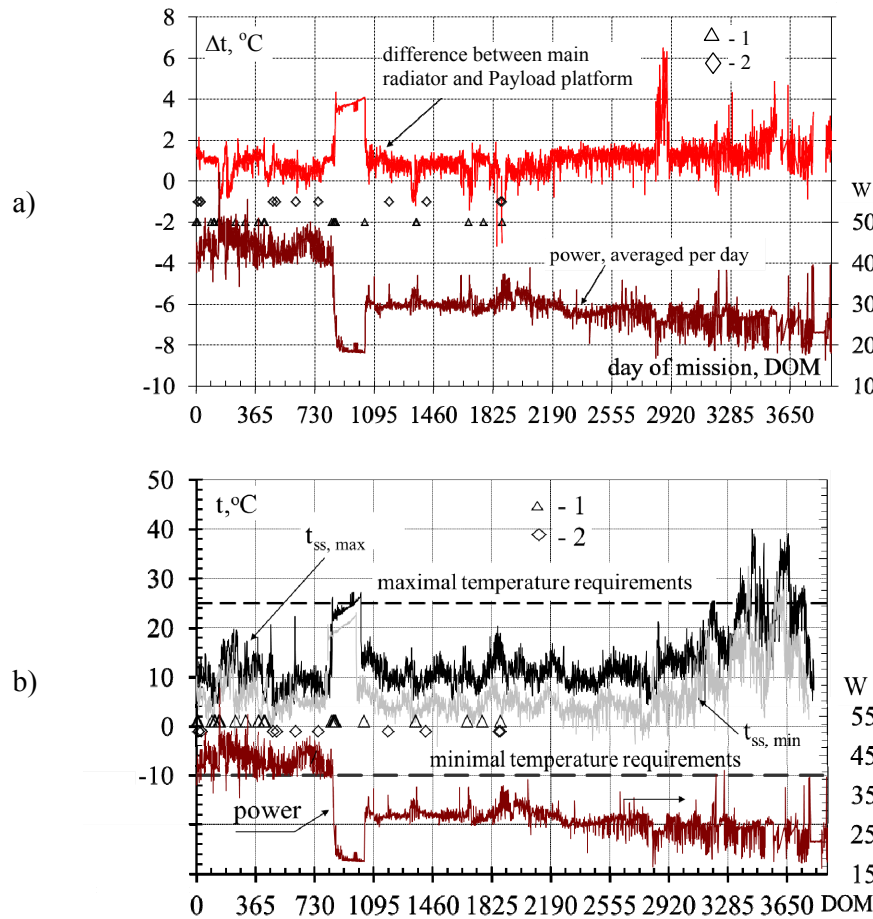 a)
Δt, °C
8
6
4
2
0
-2
-4
-6
-8
-10
difference between main
radiator and Payload platform
- 1
- 2
power, averaged per day
day of mission, DOM
W
50
40
30
20
10
0 365 730 1095 1460 1825 2190 2555 2920 3285 3650
b)
t,°C
50
40
30
20
10
0
-10
t ss, max
- 1
- 2
maximal temperature requirements
t ss, min
minimal temperature requirements
power
W
55
45
35
25
15
0 365 730 1095 1460 1825 2190 2555 2920 3285 3650 DOM